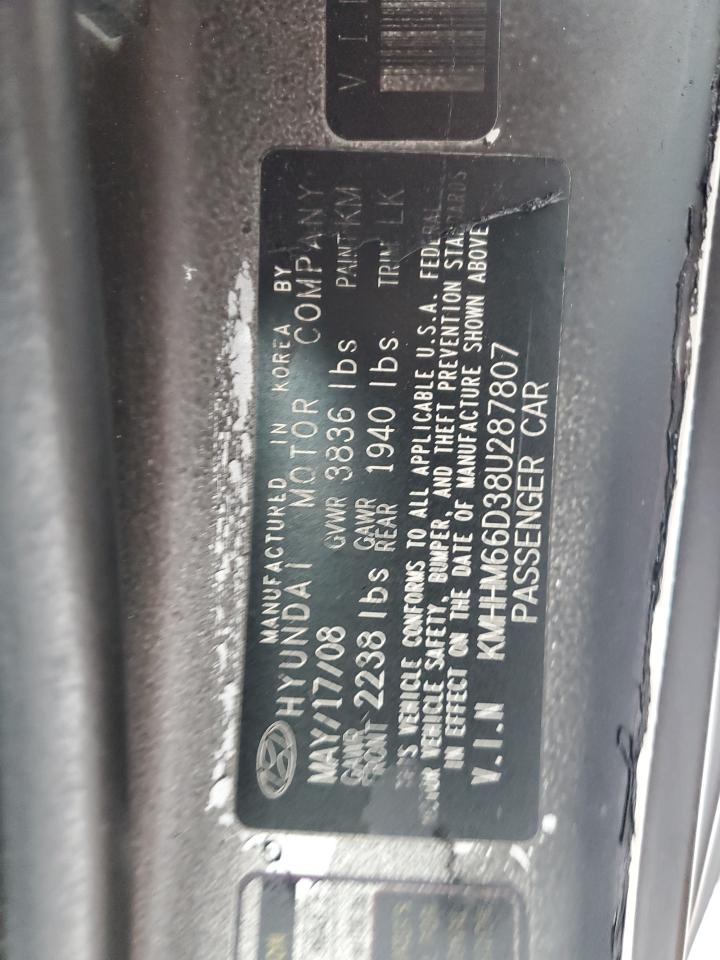 MANUFACTURED IN KOREA BY
HYUNDAI MOTOR COMPANY
MAY/17/08 GVWR 3836 lbs PAINT KM
GAWR FRONT 2238 lbs GAWR REAR 1940 lbs TRIM LK
THIS VEHICLE CONFORMS TO ALL APPLICABLE U.S.A. FEDERAL
MOTOR VEHICLE SAFETY, BUMPER, AND THEFT PREVENTION STANDARDS
IN EFFECT ON THE DATE OF MANUFACTURE SHOWN ABOVE
V.I.N KMHHM66D38U287807
PASSENGER CAR